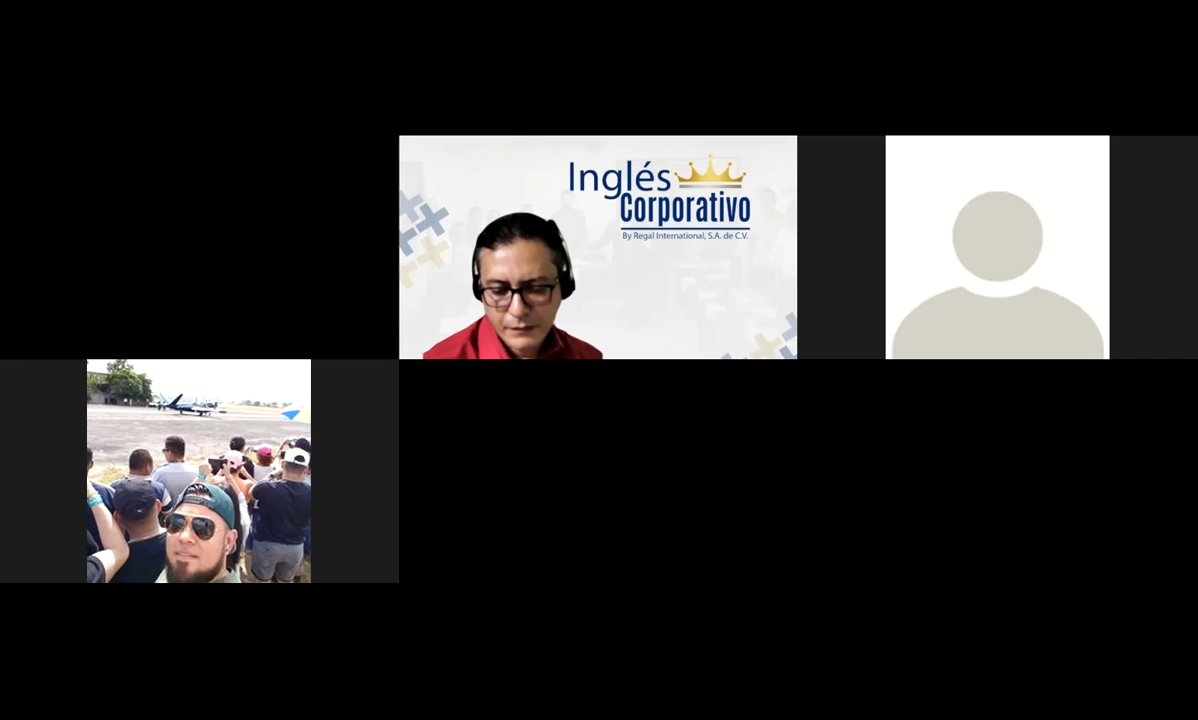 Inglés
Corporativo
By Regal International, S.A. de C.V.